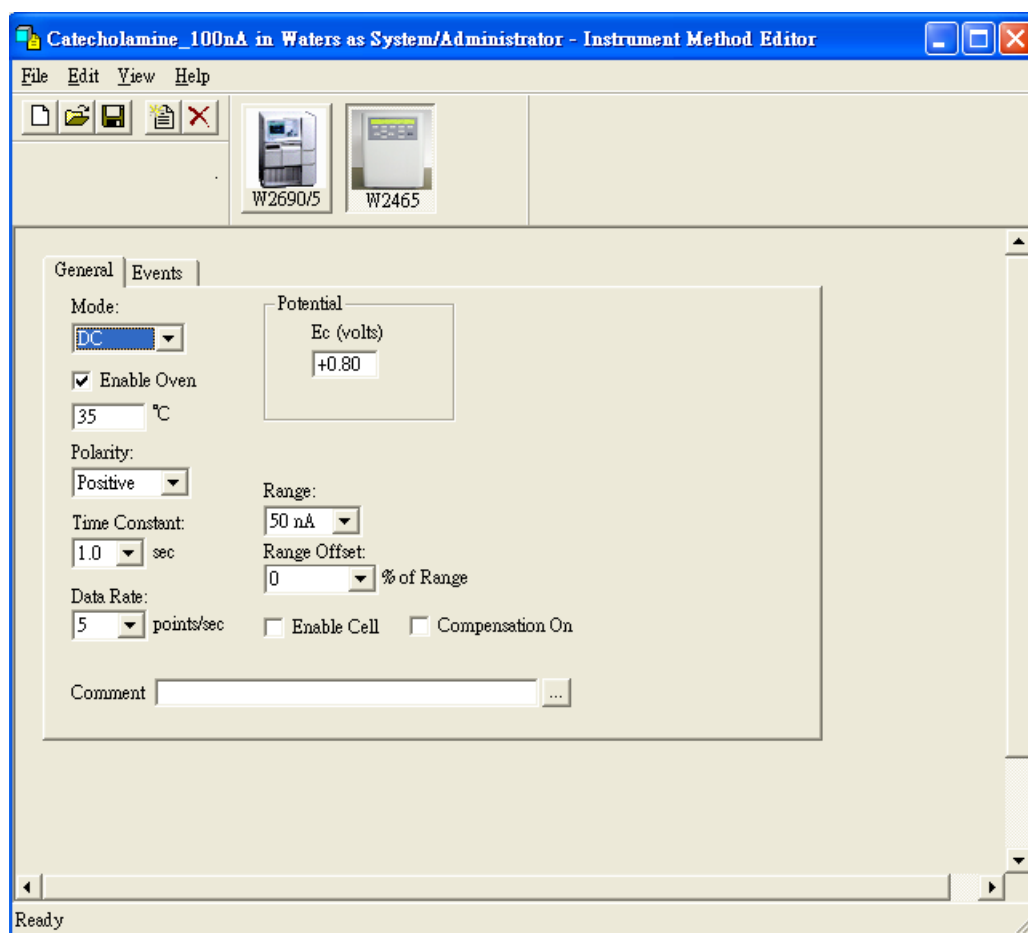 Catecholamine_100nA in Waters as System/Administrator - Instrument Method Editor
File Edit View Help
W2690/5 W2465
General Events
Mode:
DC
Potential
Ec (volts)
+0.80
Enable Oven
35 °C
Polarity:
Positive
Range:
50 nA
Time Constant:
1.0 sec
Range Offset:
0 % of Range
Data Rate:
5 points/sec
Enable Cell Compensation On
Comment ...
Ready